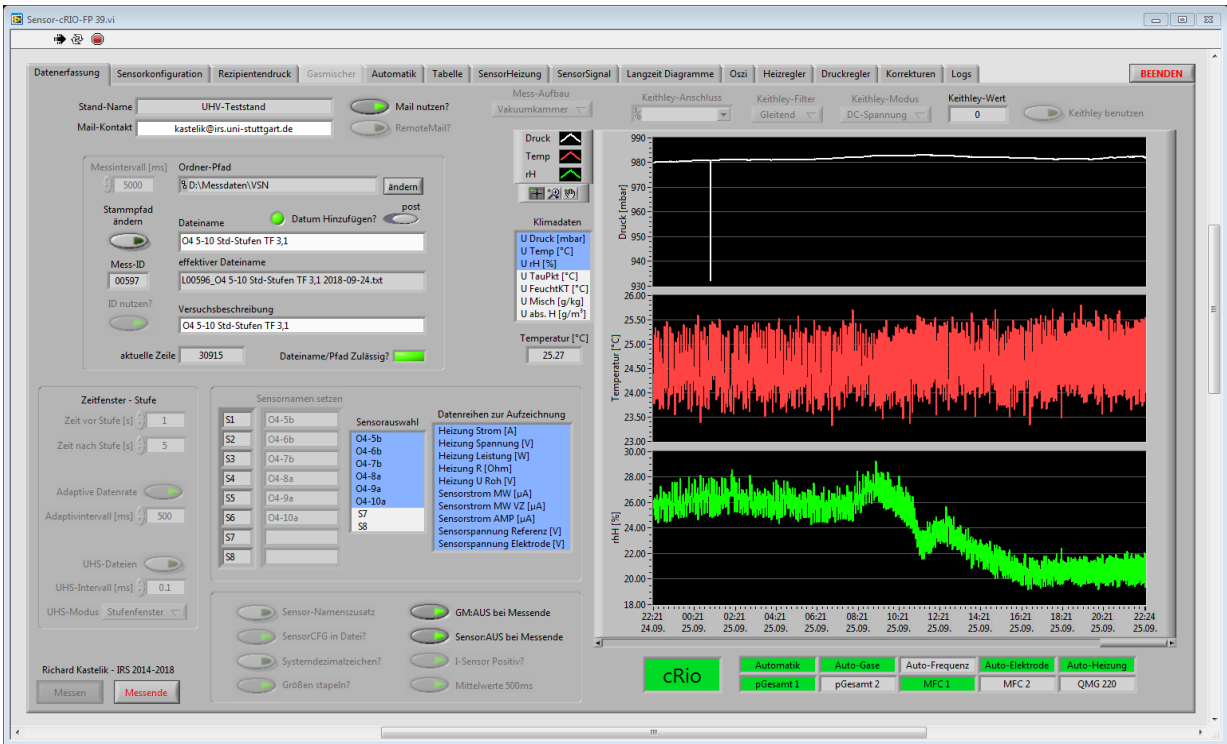 Sensor-cRIO-FP 39.vi
Datenerfassung Sensorkonfiguration Rezipientendruck Gasmischer Automatik Tabelle SensorHeizung SensorSignal Langzeit Diagramme Oszi Heizregler Druckregler Korrekturen Logs BEENDEN
Stand-Name UHV-Teststand Mail nutzen?
Mail-Kontakt kastelik@irs.uni-stuttgart.de RemoteMail?
Mess-Aufbau
Vakuumkammer
Keithley-Anschluss Keithley-Filter Keithley-Modus Keithley-Wert
Gleitend DC-Spannung 0 Keithley benutzen
Messintervall [ms] Ordner-Pfad
5000 D:\Messdaten\VSN ändern
Stammpfad ändern
Dateiname Datum Hinzufügen? post
O4 5-10 Std-Stufen TF 3,1
Mess-ID effektiver Dateiname
00597 L00596_O4 5-10 Std-Stufen TF 3,1 2018-09-24.txt
ID nutzen? Versuchsbeschreibung
O4 5-10 Std-Stufen TF 3,1
aktuelle Zeile 30915 Dateiname/Pfad Zulässig?
Druck
Temp
rH
Klimadaten
U Druck [mbar]
U Temp [°C]
U rH [%]
U TauPkt [°C]
U FeuchtKT [°C]
U Misch [g/kg]
U abs. H [g/m³]
Temperatur [°C]
25.27
Druck [mbar]
990
980
970
960
950
940
930
Temperatur [°C]
26.00
25.50
25.00
24.50
24.00
23.50
23.00
rhH [%]
30.00
28.00
26.00
24.00
22.00
20.00
18.00
22:21 00:21 02:21 04:21 06:21 08:21 10:21 12:21 14:21 16:21 18:21 20:21 22:24
24.09. 25.09. 25.09. 25.09. 25.09. 25.09. 25.09. 25.09. 25.09. 25.09. 25.09. 25.09. 25.09.
Zeitfenster - Stufe
Zeit vor Stufe [s] 1
Zeit nach Stufe [s] 5
Adaptive Datenrate
Adaptivintervall [ms] 500
UHS-Dateien
UHS-Intervall [ms] 0.1
UHS-Modus Stufenfenster
Sensornamen setzen
S1 O4-5b
S2 O4-6b
S3 O4-7b
S4 O4-8a
S5 O4-9a
S6 O4-10a
S7
S8
Sensorauswahl
O4-5b
O4-6b
O4-7b
O4-8a
O4-9a
O4-10a
S7
S8
Datenreihen zur Aufzeichnung
Heizung Strom [A]
Heizung Spannung [V]
Heizung Leistung [W]
Heizung R [Ohm]
Heizung U Roh [V]
Sensorstrom MW [µA]
Sensorstrom MW VZ [µA]
Sensorstrom AMP [µA]
Sensorspannung Referenz [V]
Sensorspannung Elektrode [V]
Sensor-Namenszusatz GM:AUS bei Messende
SensorCFG in Datei? Sensor:AUS bei Messende
Systemdezimalzeichen? I-Sensor Positiv?
Größen stapeln? Mittelwerte 500ms
Richard Kastelik - IRS 2014-2018
Messen Messende
cRio
Automatik Auto-Gase Auto-Frequenz Auto-Elektrode Auto-Heizung
pGesamt 1 pGesamt 2 MFC 1 MFC 2 QMG 220